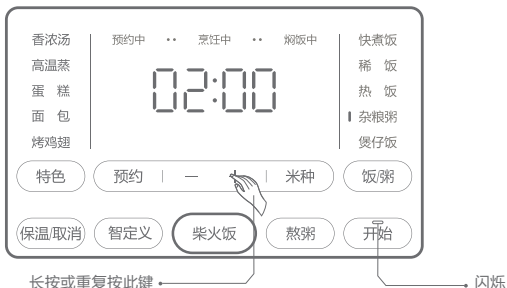 香浓汤 预约中 ·· 烹饪中 ·· 焖饭中 快煮饭
高温蒸 稀 饭
蛋 糕 02:00 热 饭
面 包 杂粮粥
烤鸡翅 煲仔饭
特色 预约 | — + | 米种 饭/粥
保温/取消 智定义 柴火饭 熬粥 开始
长按或重复按此键 闪烁